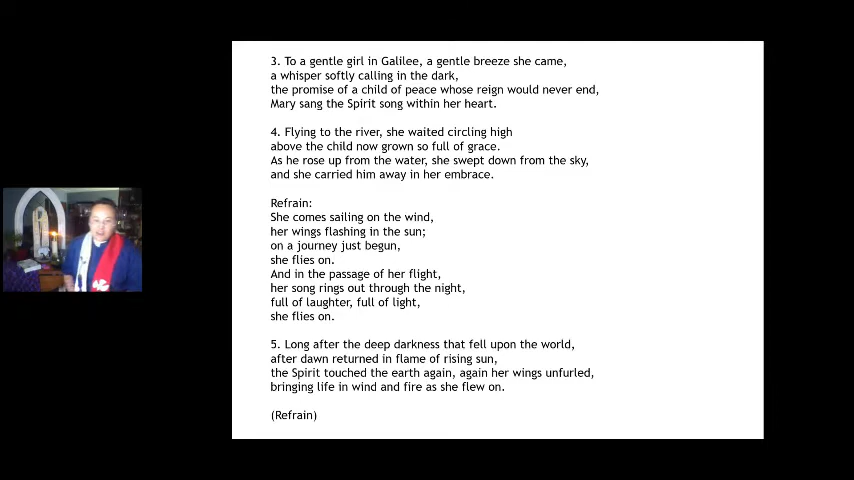 3. To a gentle girl in Galilee, a gentle breeze she came,
a whisper softly calling in the dark,
the promise of a child of peace whose reign would never end,
Mary sang the Spirit song within her heart.
4. Flying to the river, she waited circling high
above the child now grown so full of grace.
As he rose up from the water, she swept down from the sky,
and she carried him away in her embrace.
Refrain:
She comes sailing on the wind,
her wings flashing in the sun;
on a journey just begun,
she flies on.
And in the passage of her flight,
her song rings out through the night,
full of laughter, full of light,
she flies on.
5. Long after the deep darkness that fell upon the world,
after dawn returned in flame of rising sun,
the Spirit touched the earth again, again her wings unfurled,
bringing life in wind and fire as she flew on.
(Refrain)